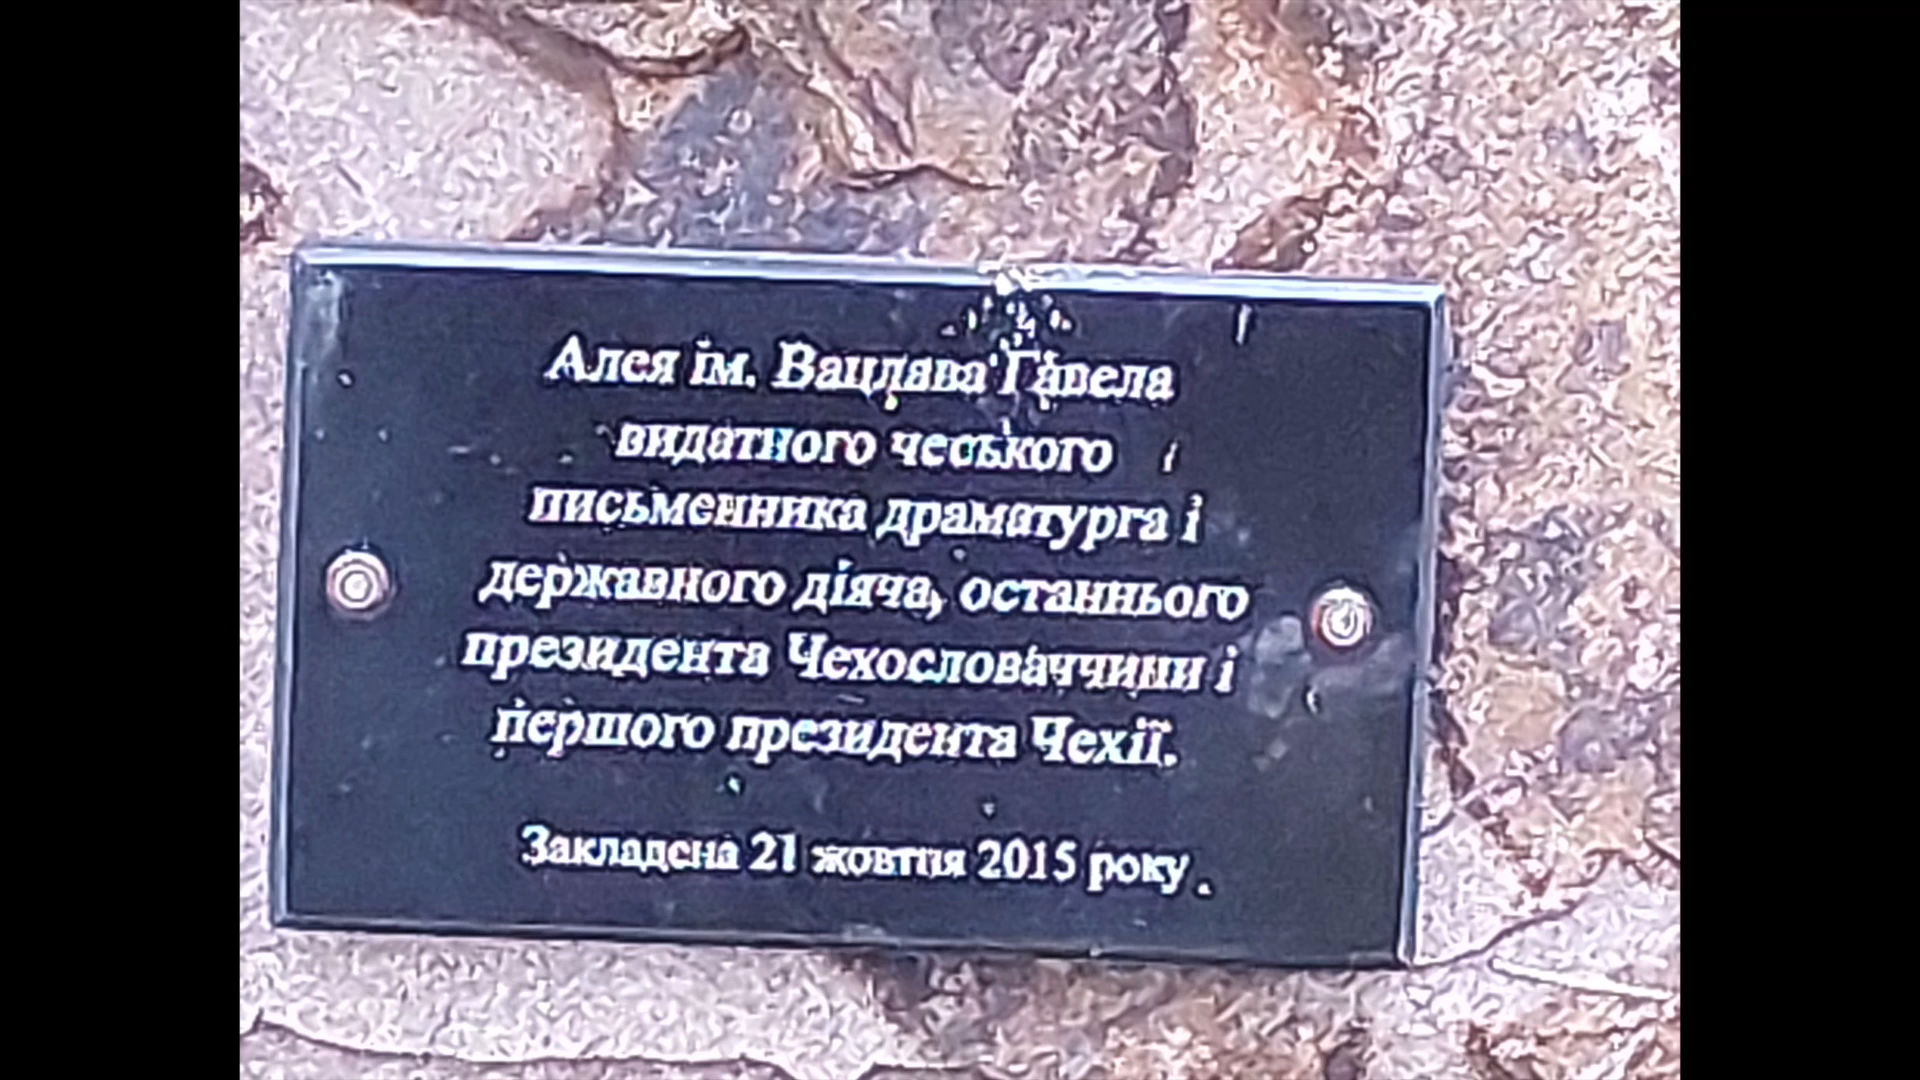 Алея ім. Вацлава Гавела
видатного чеського
письменника драматурга і
державного діяча, останнього
президента Чехословаччини і
першого президента Чехії.
Закладена 21 жовтня 2015 року.